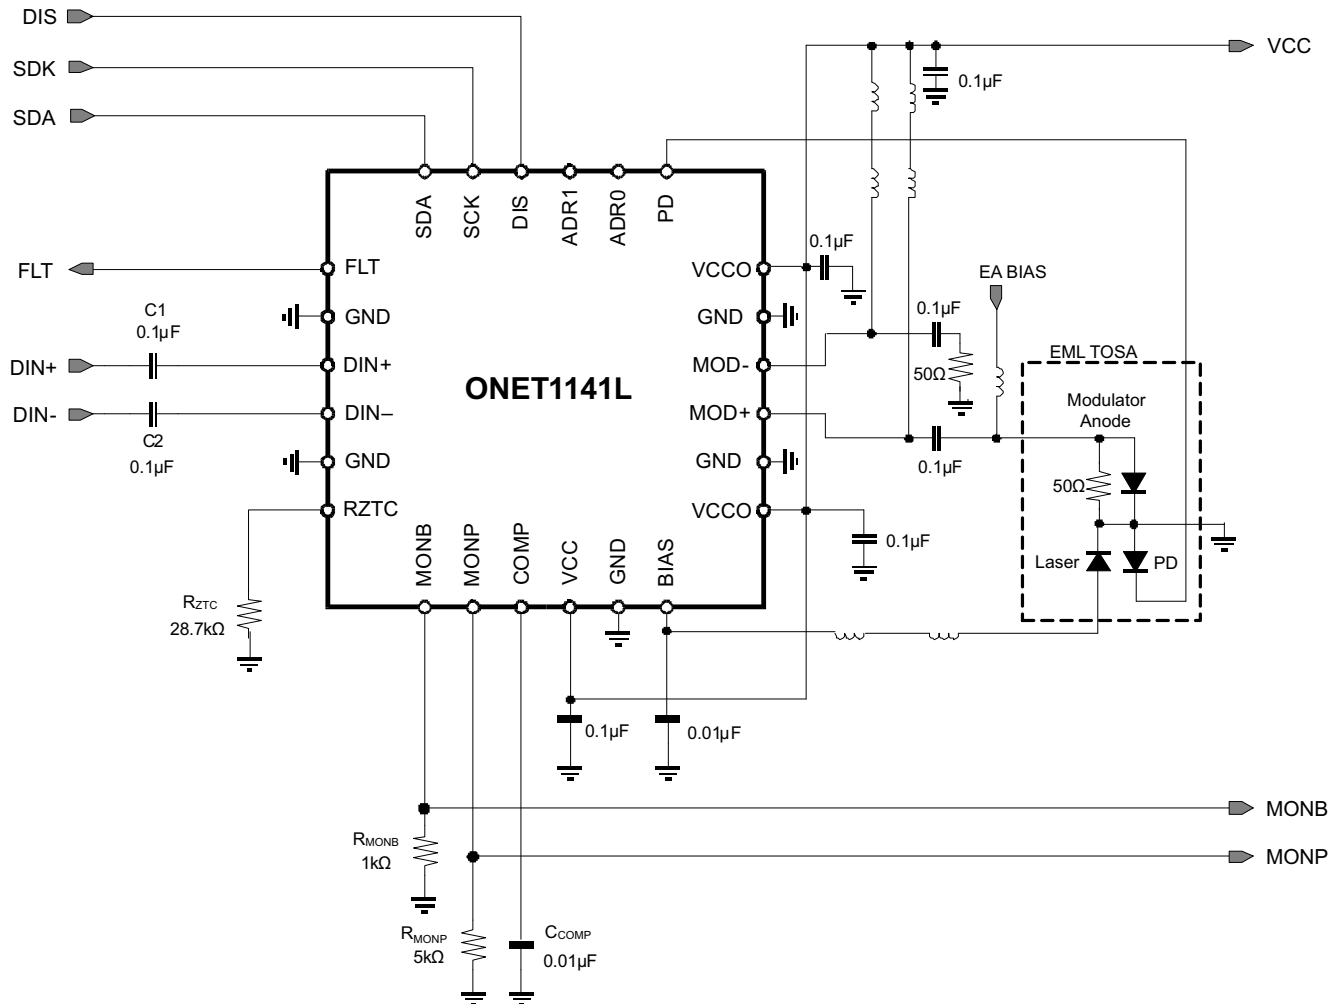 DIS
SDK
SDA
VCC
0.1µF
SDA
SCK
DIS
ADR1
ADR0
PD
FLT
FLT
GND
C1
0.1µF
DIN+
DIN+
DIN-
DIN–
C2
0.1µF
GND
RZTC
ONET1141L
VCCO
0.1µF
GND
MOD-
0.1µF
50Ω
EA BIAS
MOD+
0.1µF
GND
VCCO
0.1µF
EML TOSA
Modulator
Anode
50Ω
Laser
PD
MONB
MONP
COMP
VCC
GND
BIAS
RZTC
28.7kΩ
0.1µF
0.01µF
MONB
RMONB
1kΩ
MONP
RMONP
5kΩ
CCOMP
0.01µF